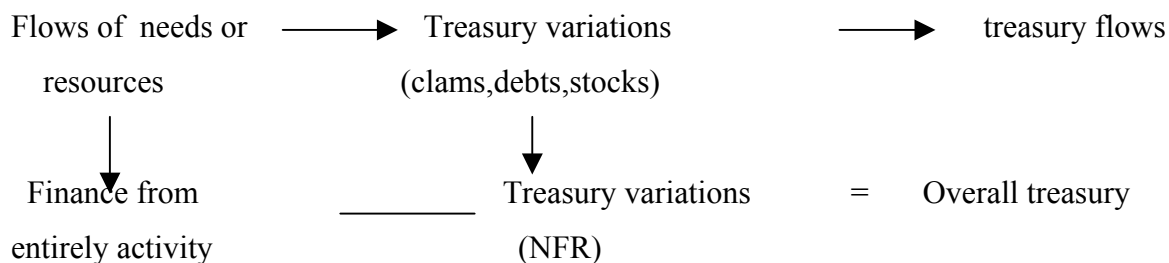 Flows of needs or Treasury variations treasury flows
resources (clams,debts,stocks)
Finance from Treasury variations = Overall treasury
entirely activity (NFR)